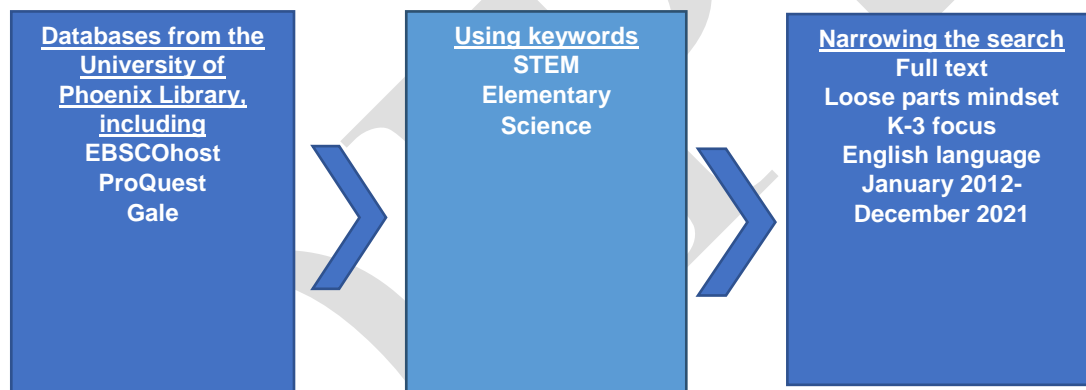 Databases from the
University of
Phoenix Library,
including
EBSCOhost
ProQuest
Gale
Using keywords
STEM
Elementary
Science
Narrowing the search
Full text
Loose parts mindset
K-3 focus
English language
January 2012-
December 2021